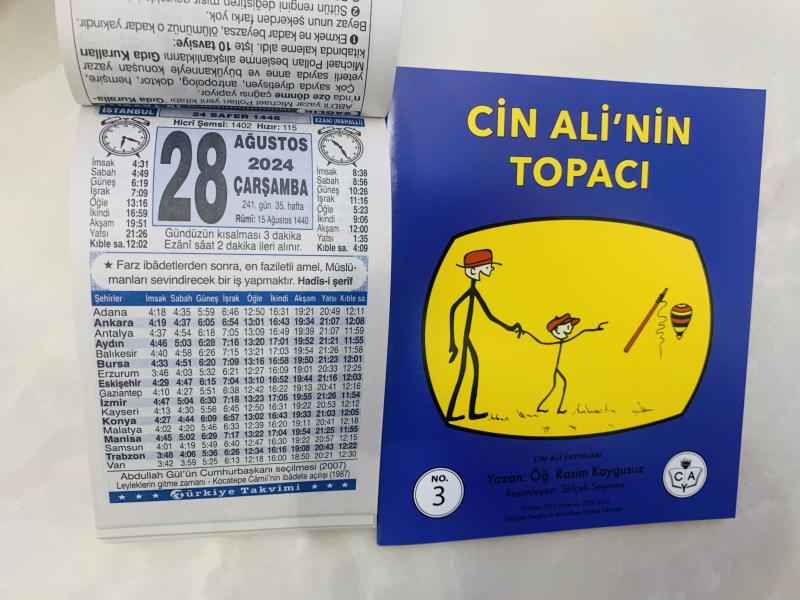 n'da öze dönme çağrısı yapıyor.
Çok sayıda diyetisyen, antropolog, doktor, hemşire,
yeterli sayıda anne ve büyükanneyle konuşan yazar
Michael Pollan beslenme alışkanlıklarını Gıda Kuralları
kitabında kaleme aldı. İşte 10 tavsiye:
❶ Ekmek ne kadar beyazsa, ölümünüz o kadar yakındır.
Beyaz unun şekerden farkı yok.
İSTANBUL
24 SAFER 1446
EZÂNÎ (MAHALLÎ)
Hicrî Şemsî: 1402 Hızır: 115
28
AĞUSTOS
2024
ÇARŞAMBA
241. gün 35. hafta
Rûmî: 15 Ağustos 1440
İmsak 4:31
Sabah 4:49
Güneş 6:19
İşrak 7:09
Öğle 13:16
İkindi 16:59
Akşam 19:51
Yatsı 21:26
Kıble sa. 12:02
İmsak 8:38
Sabah 8:56
Güneş 10:26
İşrak 11:16
Öğle 5:23
İkindi 9:06
Akşam 12:00
Yatsı 1:35
Kıble sa. 4:09
Gündüzün kısalması 3 dakika
Ezânî sâat 2 dakika ileri alınır.
★ Farz ibâdetlerden sonra, en faziletli amel, Müslü-
manları sevindirecek bir iş yapmaktır. Hadîs-i şerîf
Şehirler İmsak Sabah Güneş İşrak Öğle İkindi Akşam Yatsı Kıble sa.
Adana 4:18 4:35 5:59 6:46 12:50 16:31 19:21 20:49 12:11
Ankara 4:19 4:37 6:05 6:54 13:01 16:43 19:34 21:07 12:08
Antalya 4:37 4:54 6:18 7:05 13:09 16:49 19:39 21:07 11:59
Aydın 4:46 5:03 6:28 7:16 13:20 17:01 19:52 21:21 11:55
Balıkesir 4:40 4:58 6:26 7:15 13:21 17:03 19:54 21:26 11:58
Bursa 4:33 4:51 6:20 7:09 13:16 16:58 19:50 21:23 12:01
Erzurum 3:46 4:03 5:32 6:21 12:27 16:09 19:01 20:33 12:25
Eskişehir 4:29 4:47 6:15 7:04 13:10 16:52 19:44 21:16 12:03
Gaziantep 4:10 4:27 5:51 6:38 12:42 16:22 19:13 20:41 12:16
İzmir 4:47 5:04 6:30 7:18 13:23 17:05 19:55 21:26 11:54
Kayseri 4:13 4:30 5:56 6:45 12:50 16:31 19:22 20:53 12:12
Konya 4:27 4:44 6:09 6:57 13:02 16:43 19:33 21:03 12:05
Malatya 4:02 4:20 5:46 6:33 12:39 16:20 19:11 20:41 12:18
Manisa 4:45 5:02 6:29 7:17 13:22 17:04 19:54 21:25 11:55
Samsun 4:01 4:19 5:49 6:40 12:47 16:30 19:22 20:57 12:15
Trabzon 3:48 4:06 5:36 6:26 12:34 16:16 19:08 20:43 12:22
Van 3:42 3:59 5:25 6:13 12:18 16:00 18:50 20:21 12:30
Abdullah Gül'ün Cumhurbaşkanı seçilmesi (2007)
Leyleklerin gitme zamanı - Kocatepe Câmii'nin ibâdete açılışı (1987)
Türkiye Takvimi
CİN ALİ'NİN
TOPACI
CİN ALİ YAYINLARI
Yazan: Öğ. Rasim Kaygusuz
Resimleyen: Selçuk Seymen
NO.
3
C A